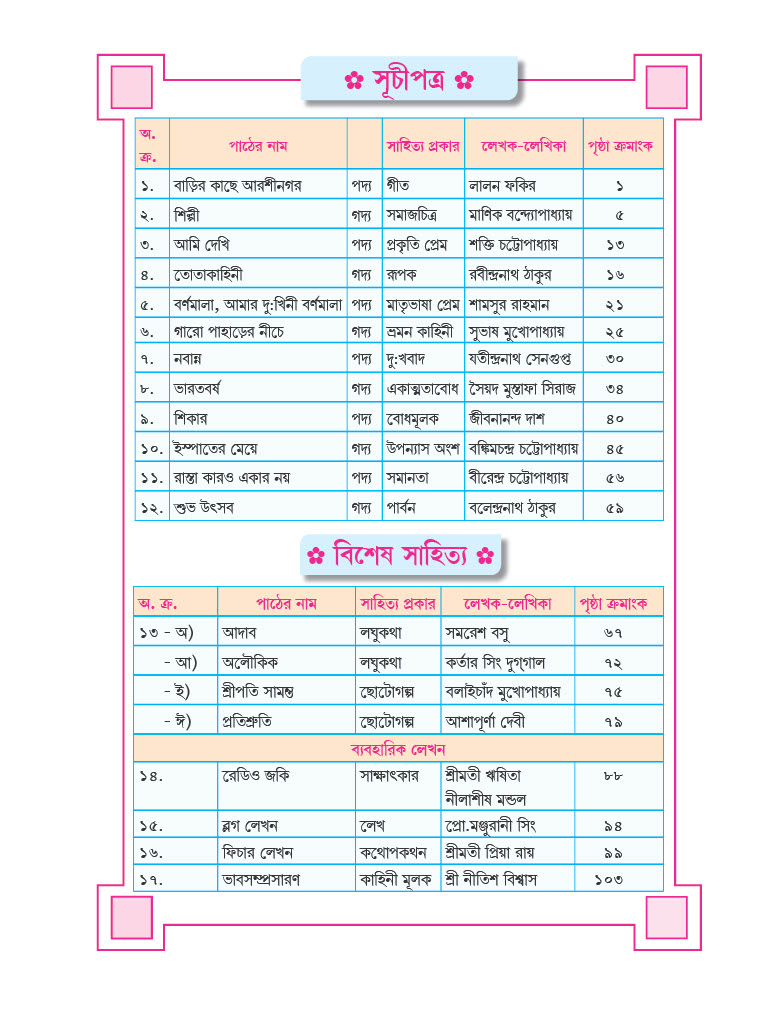 সূচীপত্র
অ. ক্র. পাঠের নাম সাহিত্য প্রকার লেখক-লেখিকা পৃষ্ঠা ক্রমাংক
১. বাড়ির কাছে আরশীনগর পদ্য গীত লালন ফকির ১
২. শিল্পী গদ্য সমাজচিত্র মাণিক বন্দ্যোপাধ্যায় ৫
৩. আমি দেখি পদ্য প্রকৃতি প্রেম শক্তি চট্টোপাধ্যায় ১৩
৪. তোতাকাহিনী গদ্য রূপক রবীন্দ্রনাথ ঠাকুর ১৬
৫. বর্ণমালা, আমার দু:খিনী বর্ণমালা পদ্য মাতৃভাষা প্রেম শামসুর রাহমান ২১
৬. গারো পাহাড়ের নীচে গদ্য ভ্রমন কাহিনী সুভাষ মুখোপাধ্যায় ২৫
৭. নবান্ন পদ্য দু:খবাদ যতীন্দ্রনাথ সেনগুপ্ত ৩০
৮. ভারতবর্ষ গদ্য একাত্মতাবোধ সৈয়দ মুস্তাফা সিরাজ ৩৪
৯. শিকার পদ্য বোধমূলক জীবনানন্দ দাশ ৪০
১০. ইস্পাতের মেয়ে গদ্য উপন্যাস অংশ বঙ্কিমচন্দ্র চট্টোপাধ্যায় ৪৫
১১. রাস্তা কারও একার নয় পদ্য সমানতা বীরেন্দ্র চট্টোপাধ্যায় ৫৬
১২. শুভ উৎসব গদ্য পার্বন বলেন্দ্রনাথ ঠাকুর ৫৯
বিশেষ সাহিত্য
অ. ক্র. পাঠের নাম সাহিত্য প্রকার লেখক-লেখিকা পৃষ্ঠা ক্রমাংক
১৩ - অ) আদাব লঘুকথা সমরেশ বসু ৬৭
- আ) অলৌকিক লঘুকথা কর্তার সিং দুগ্গাল ৭২
- ই) শ্রীপতি সামন্ত ছোটোগল্প বলাইচাঁদ মুখোপাধ্যায় ৭৫
- ঈ) প্রতিশ্রুতি ছোটোগল্প আশাপূর্ণা দেবী ৭৯
ব্যবহারিক লেখন
১৪. রেডিও জকি সাক্ষাৎকার শ্রীমতী ঋষিতা ৮৮
নীলাশীষ মন্ডল
১৫. ব্লগ লেখন লেখ প্রো.মঞ্জুরানী সিং ৯৪
১৬. ফিচার লেখন কথোপকথন শ্রীমতী প্রিয়া রায় ৯৯
১৭. ভাবসম্প্রসারণ কাহিনী মূলক শ্রী নীতিশ বিশ্বাস ১০৩